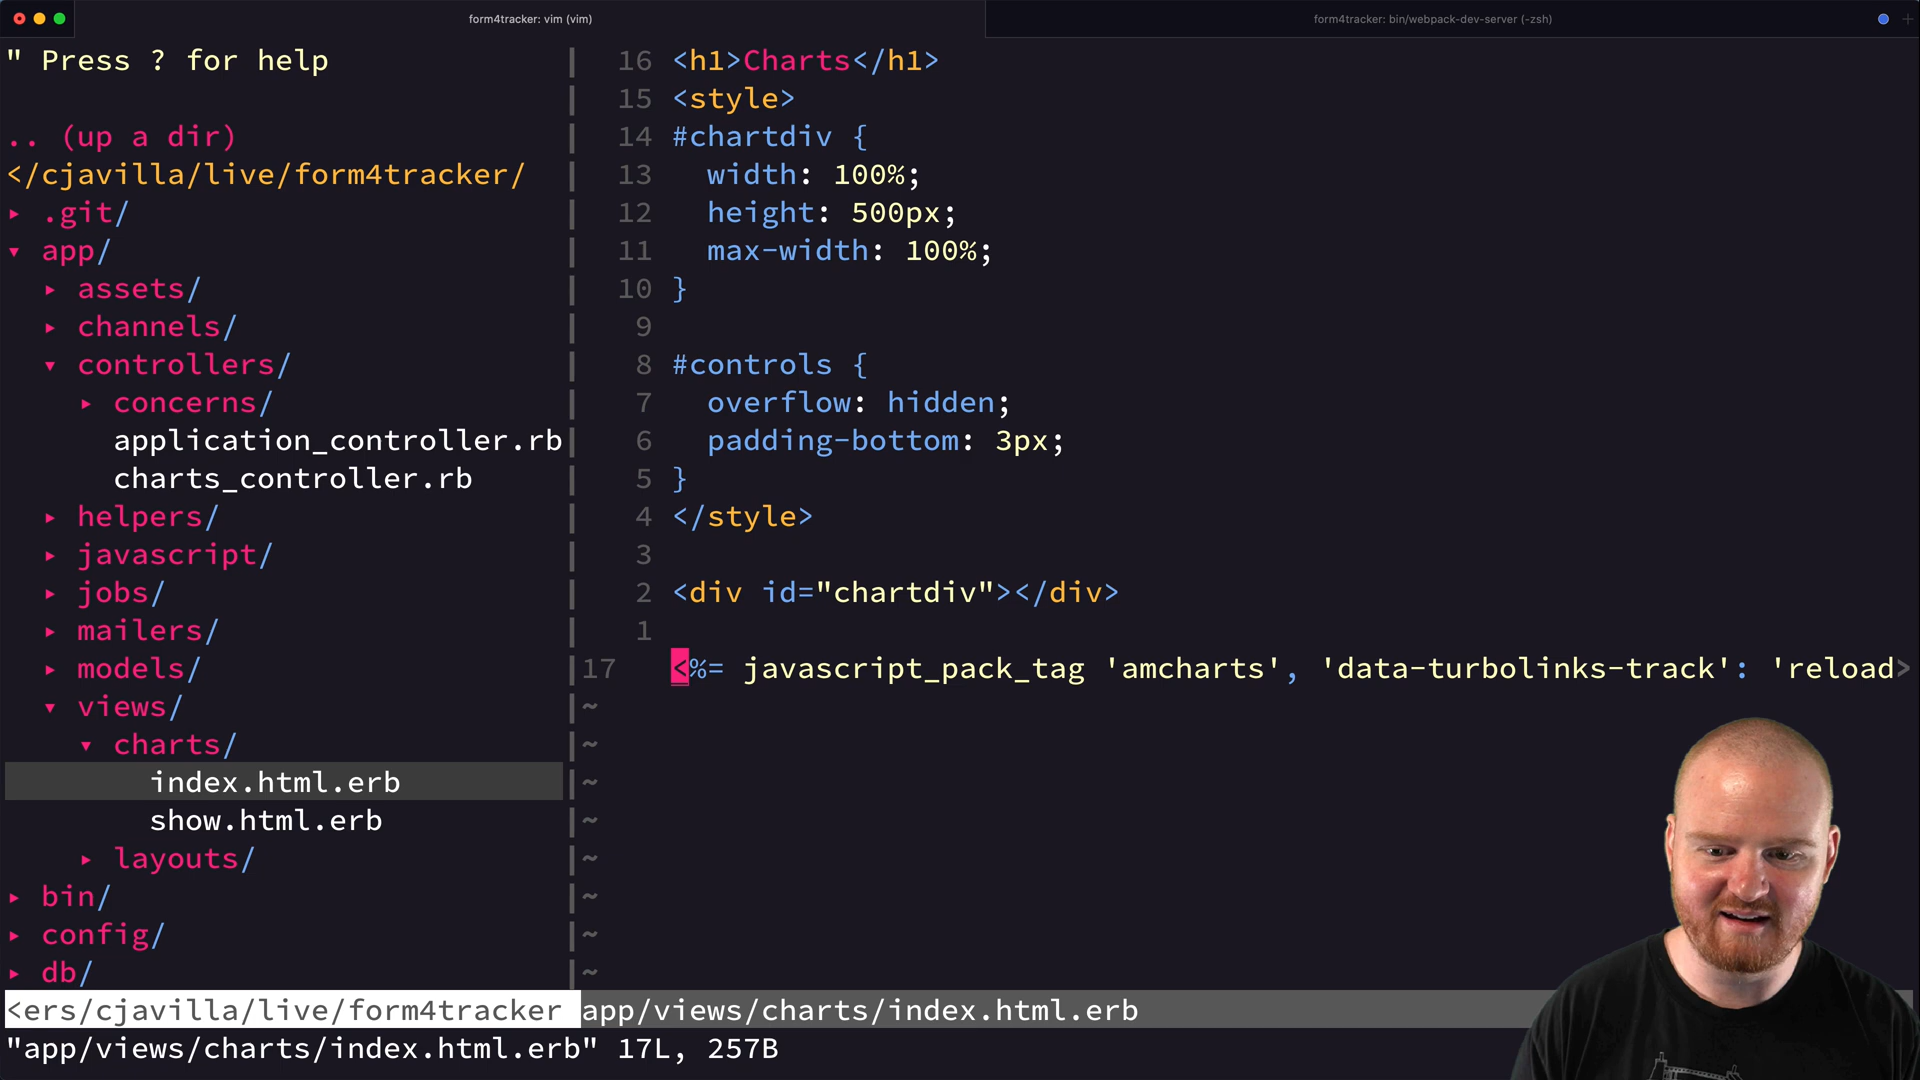 form4tracker: vim (vim)
form4tracker: bin/webpack-dev-server (-zsh)
" Press ? for help
.. (up a dir)
</cjavilla/live/form4tracker/
▸ .git/
▾ app/
▸ assets/
▸ channels/
▾ controllers/
▸ concerns/
application_controller.rb
charts_controller.rb
▸ helpers/
▸ javascript/
▸ jobs/
▸ mailers/
▸ models/
▾ views/
▾ charts/
index.html.erb
show.html.erb
▸ layouts/
▸ bin/
▸ config/
▸ db/
<ers/cjavilla/live/form4tracker
16 <h1>Charts</h1>
15 <style>
14 #chartdiv {
13 width: 100%;
12 height: 500px;
11 max-width: 100%;
10 }
9
8 #controls {
7 overflow: hidden;
6 padding-bottom: 3px;
5 }
4 </style>
3
2 <div id="chartdiv"></div>
1
17 <%= javascript_pack_tag 'amcharts', 'data-turbolinks-track': 'reload>
~
~
~
~
~
~
~
~
app/views/charts/index.html.erb
"app/views/charts/index.html.erb" 17L, 257B